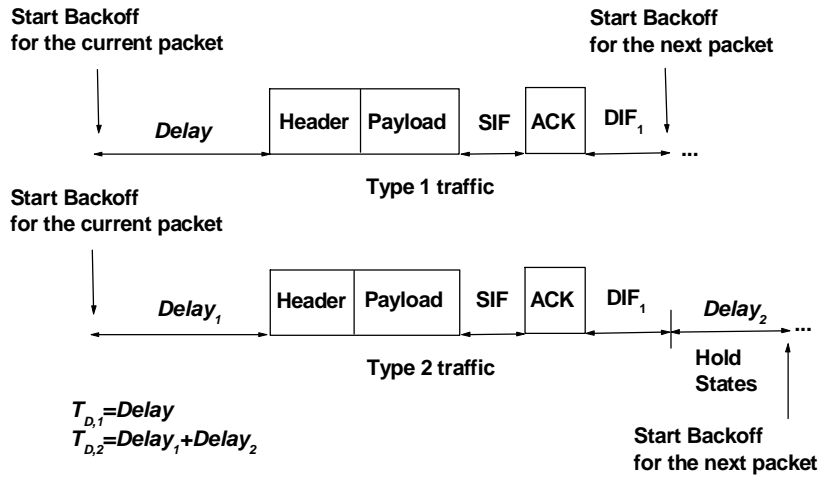 Start Backoff
for the current packet
Start Backoff
for the next packet
Delay
Header
Payload
SIF
ACK
DIF1
...
Type 1 traffic
Start Backoff
for the current packet
Delay1
Header
Payload
SIF
ACK
DIF1
Delay2
...
Type 2 traffic
Hold
States
TD,1=Delay
TD,2=Delay1+Delay2
Start Backoff
for the next packet